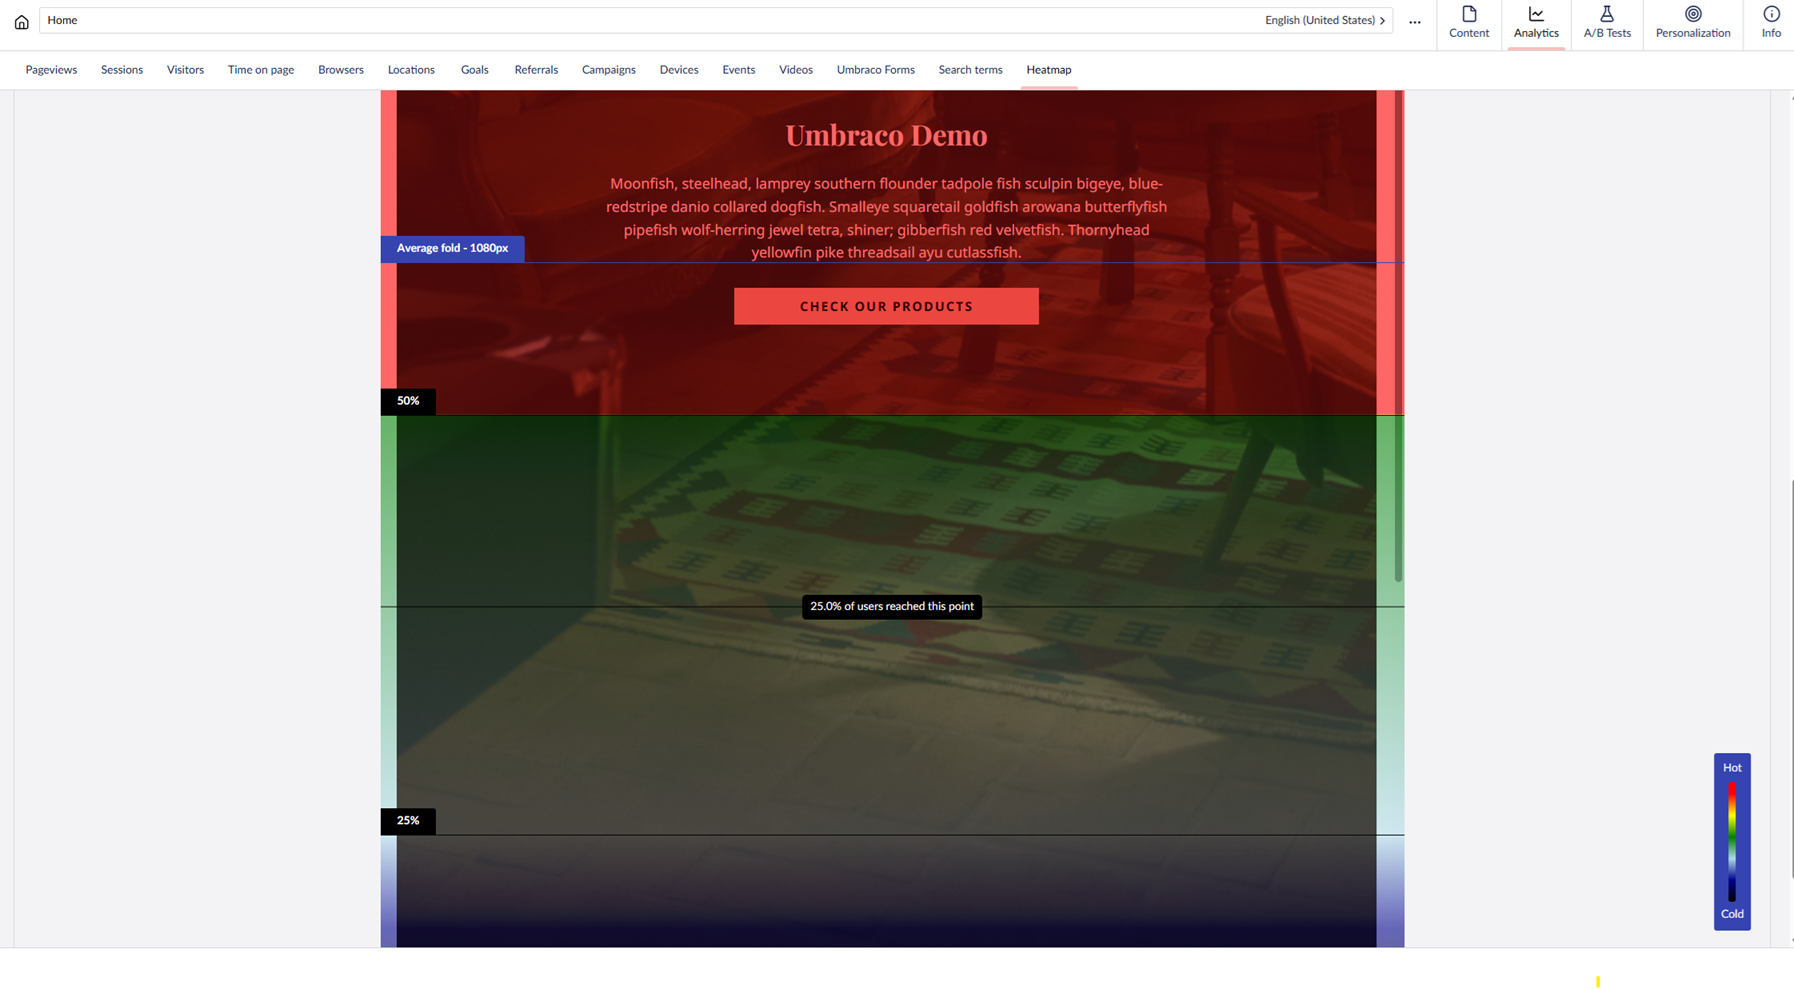 Home
English (United States)
Content
Analytics
A/B Tests
Personalization
Info
Pageviews
Sessions
Visitors
Time on page
Browsers
Locations
Goals
Referrals
Campaigns
Devices
Events
Videos
Umbraco Forms
Search terms
Heatmap
Umbraco Demo
Moonfish, steelhead, lamprey southern flounder tadpole fish sculpin bigeye, blue-
redstripe danio collared dogfish. Smalleye squaretail goldfish arowana butterflyfish
pipefish wolf-herring jewel tetra, shiner; gibberfish red velvetfish. Thornyhead
yellowfin pike threadsail ayu cutlassfish.
Average fold - 1080px
CHECK OUR PRODUCTS
50%
25.0% of users reached this point
25%
Hot
Cold